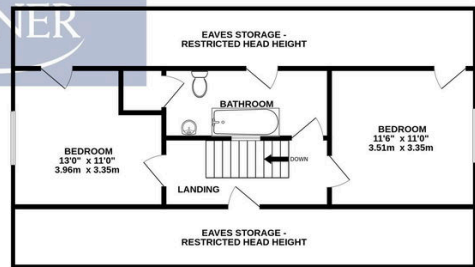 NER
EAVES STORAGE -
RESTRICTED HEAD HEIGHT
BATHROOM
BEDROOM
13'0" x 11'0"
3.96m x 3.35m
BEDROOM
11'6" x 11'0"
3.51m x 3.35m
DOWN
LANDING
EAVES STORAGE -
RESTRICTED HEAD HEIGHT